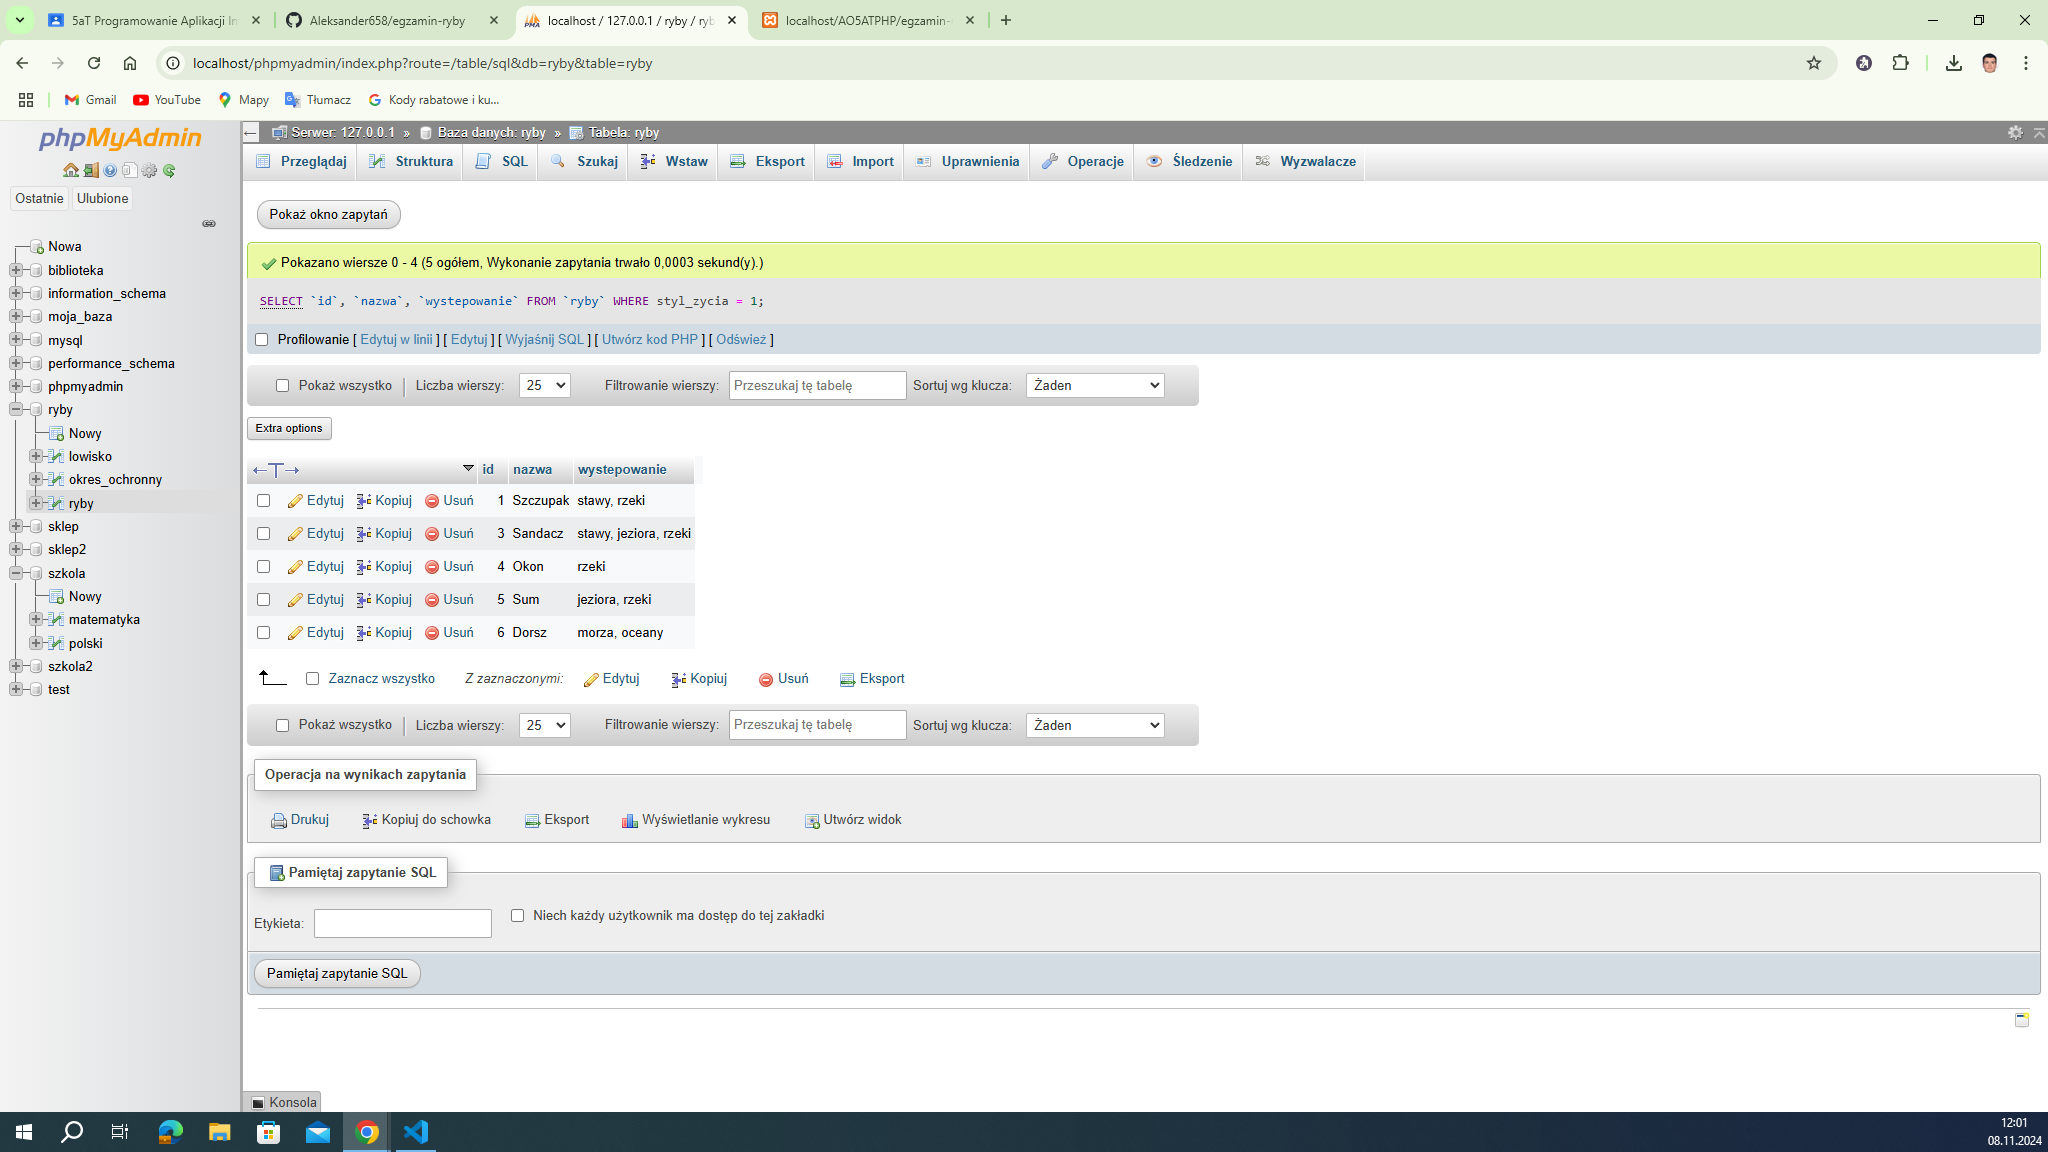 5aT Programowanie Aplikacji In
Aleksander658/egzamin-ryby
localhost / 127.0.0.1 / ryby / ryb
localhost/AO5ATPHP/egzamin-
localhost/phpmyadmin/index.php?route=/table/sql&db=ryby&table=ryby
Gmail
YouTube
Mapy
Tłumacz
Kody rabatowe i ku...
phpMyAdmin
Ostatnie
Ulubione
Nowa
biblioteka
information_schema
moja_baza
mysql
performance_schema
phpmyadmin
ryby
Nowy
lowisko
okres_ochronny
ryby
sklep
sklep2
szkola
Nowy
matematyka
polski
szkola2
test
Serwer: 127.0.0.1 » Baza danych: ryby » Tabela: ryby
Przeglądaj Struktura SQL Szukaj Wstaw Eksport Import Uprawnienia Operacje Śledzenie Wyzwalacze
Pokaż okno zapytań
Pokazano wiersze 0 - 4 (5 ogółem, Wykonanie zapytania trwało 0,0003 sekund(y).)
SELECT `id`, `nazwa`, `wystepowanie` FROM `ryby` WHERE styl_zycia = 1;
Profilowanie [ Edytuj w linii ] [ Edytuj ] [ Wyjaśnij SQL ] [ Utwórz kod PHP ] [ Odśwież ]
Pokaż wszystko Liczba wierszy: 25 Filtrowanie wierszy: Przeszukaj tę tabelę Sortuj wg klucza: Żaden
Extra options
←T→ id nazwa wystepowanie
Edytuj Kopiuj Usuń 1 Szczupak stawy, rzeki
Edytuj Kopiuj Usuń 3 Sandacz stawy, jeziora, rzeki
Edytuj Kopiuj Usuń 4 Okon rzeki
Edytuj Kopiuj Usuń 5 Sum jeziora, rzeki
Edytuj Kopiuj Usuń 6 Dorsz morza, oceany
Zaznacz wszystko Z zaznaczonymi: Edytuj Kopiuj Usuń Eksport
Pokaż wszystko Liczba wierszy: 25 Filtrowanie wierszy: Przeszukaj tę tabelę Sortuj wg klucza: Żaden
Operacja na wynikach zapytania
Drukuj Kopiuj do schowka Eksport Wyświetlanie wykresu Utwórz widok
Pamiętaj zapytanie SQL
Etykieta: Niech każdy użytkownik ma dostęp do tej zakładki
Pamiętaj zapytanie SQL
Konsola
12:01
08.11.2024